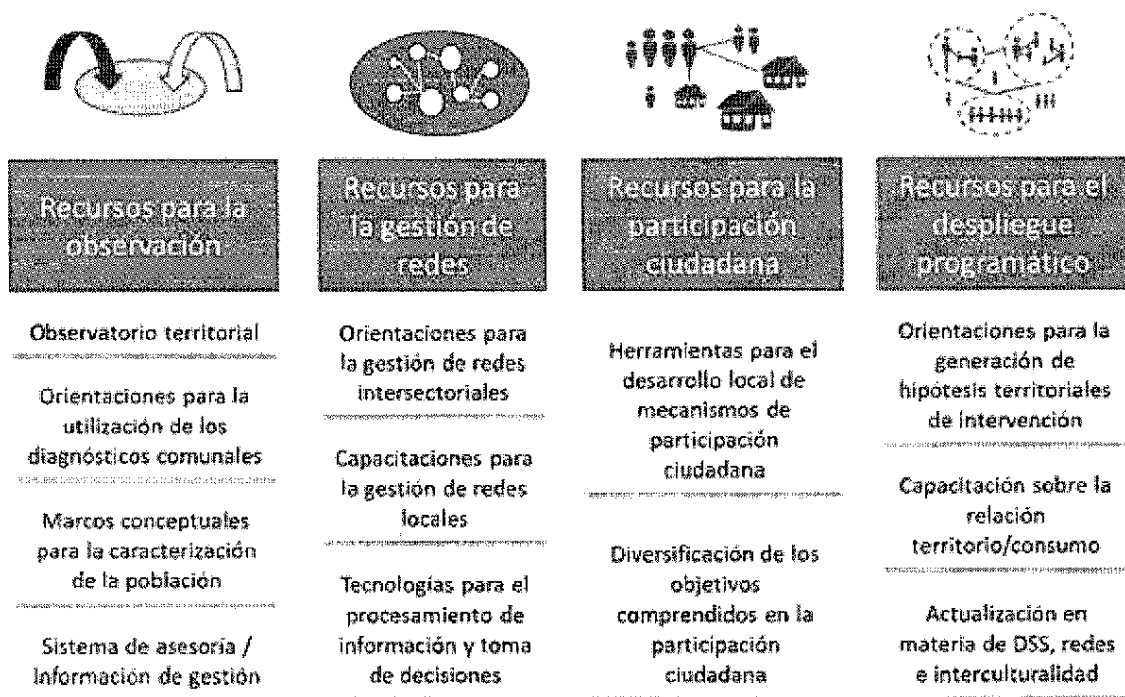 Recursos para la
observación
Observatorio territorial
Orientaciones para la
utilización de los
diagnósticos comunales
Marcos conceptuales
para la caracterización
de la población
Sistema de asesoría /
Información de gestión
Recursos para
la gestión de
redes
Orientaciones para
la gestión de redes
intersectoriales
Capacitaciones para
la gestión de redes
locales
Tecnologías para el
procesamiento de
información y toma
de decisiones
Recursos para la
participación
ciudadana
Herramientas para el
desarrollo local de
mecanismos de
participación
ciudadana
Diversificación de los
objetivos
comprendidos en la
participación
ciudadana
Recursos para el
despliegue
programático
Orientaciones para la
generación de
hipótesis territoriales
de intervención
Capacitación sobre la
relación
territorio/consumo
Actualización en
materia de DSS, redes
e interculturalidad